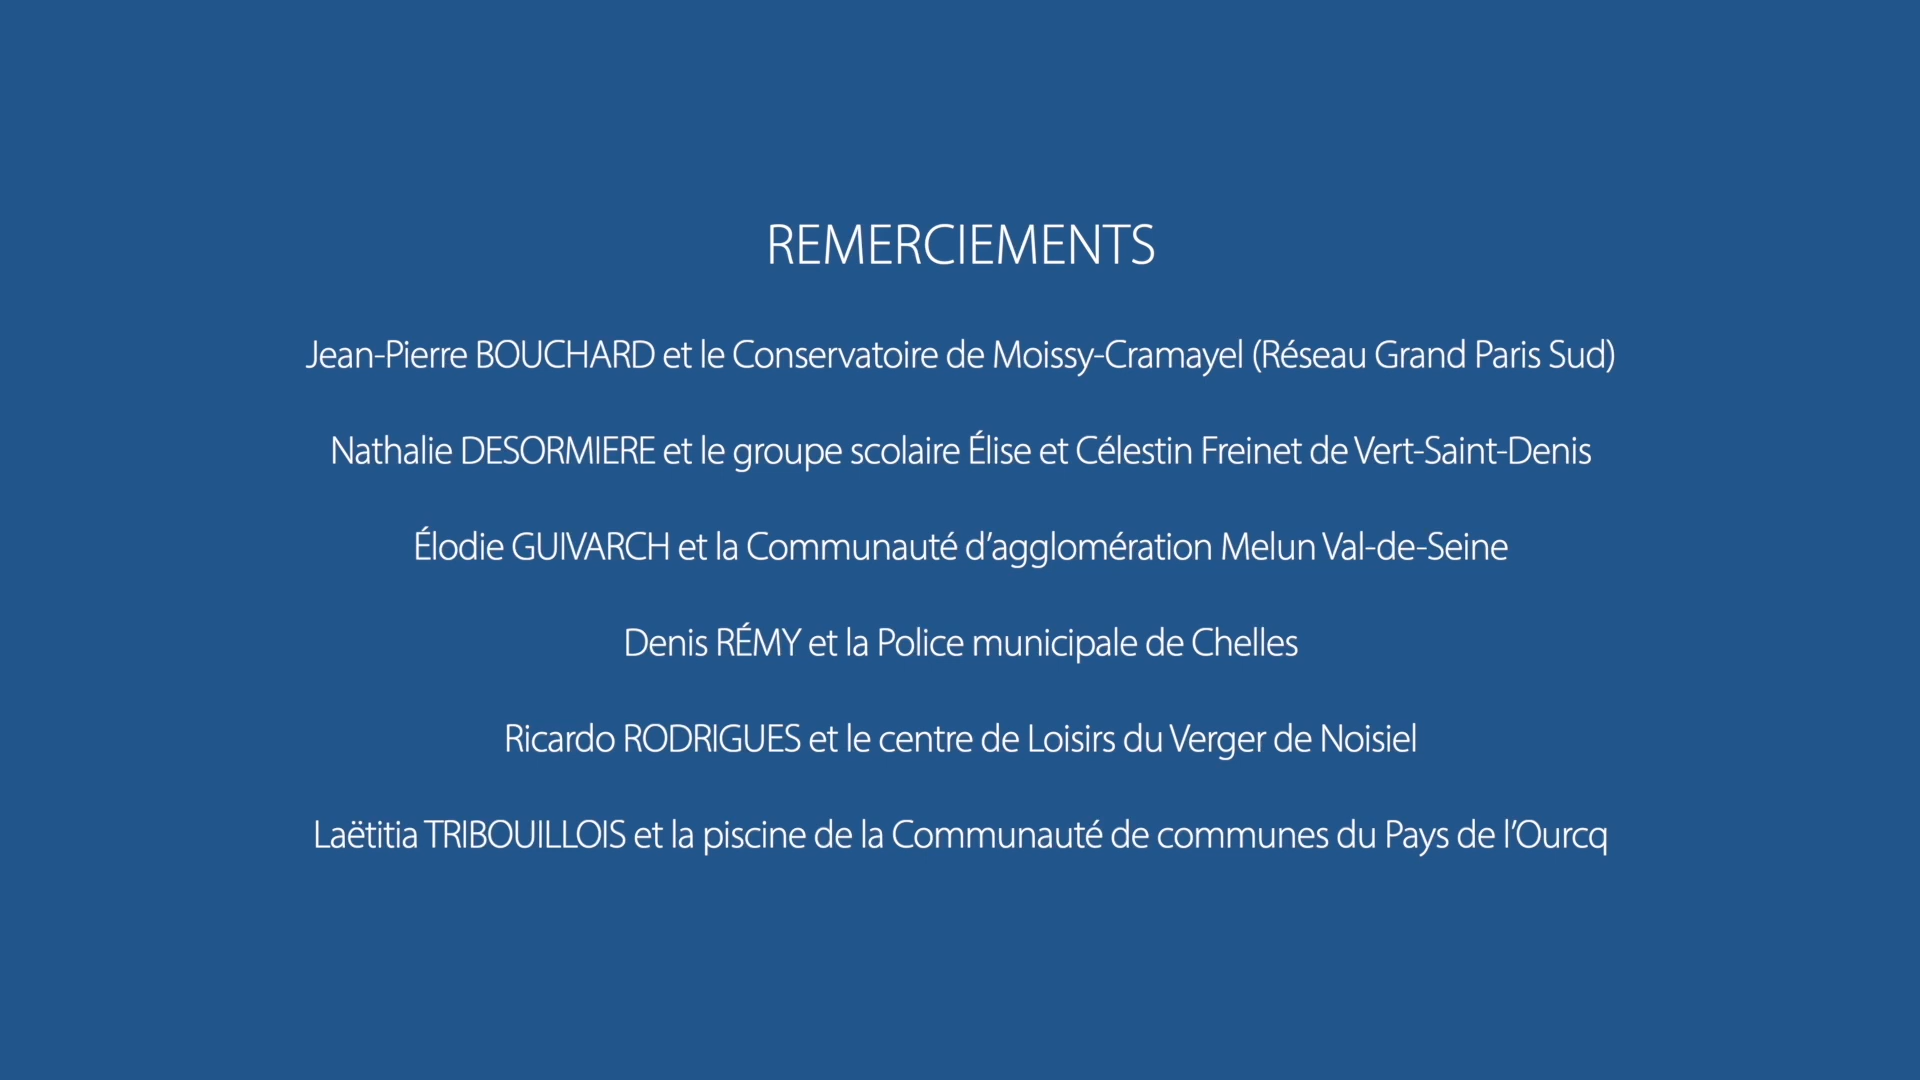 REMERCIEMENTS
Jean-Pierre BOUCHARD et le Conservatoire de Moissy-Cramayel (Réseau Grand Paris Sud)
Nathalie DESORMIERE et le groupe scolaire Élise et Célestin Freinet de Vert-Saint-Denis
Élodie GUIVARCH et la Communauté d’agglomération Melun Val-de-Seine
Denis RÉMY et la Police municipale de Chelles
Ricardo RODRIGUES et le centre de Loisirs du Verger de Noisiel
Laëtitia TRIBOUILLOIS et la piscine de la Communauté de communes du Pays de l’Ourcq